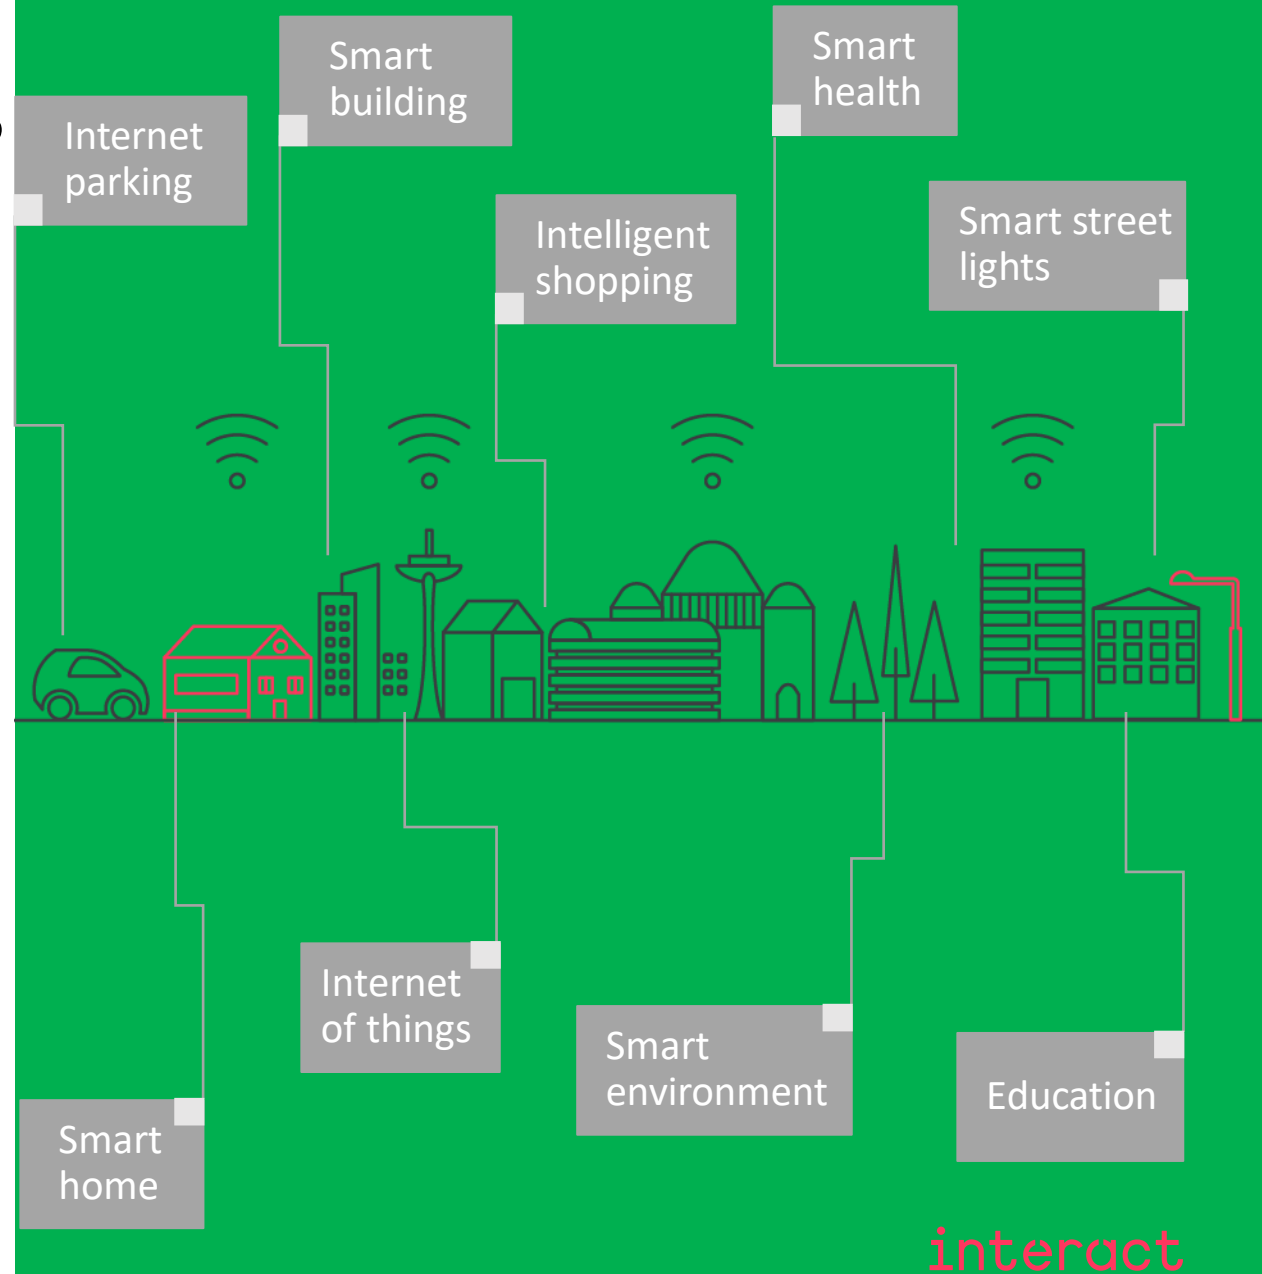 Smart
building
Smart
health
Internet
parking
Intelligent
shopping
Smart street
lights
Internet
of things
Smart
environment
Education
Smart
home
interact